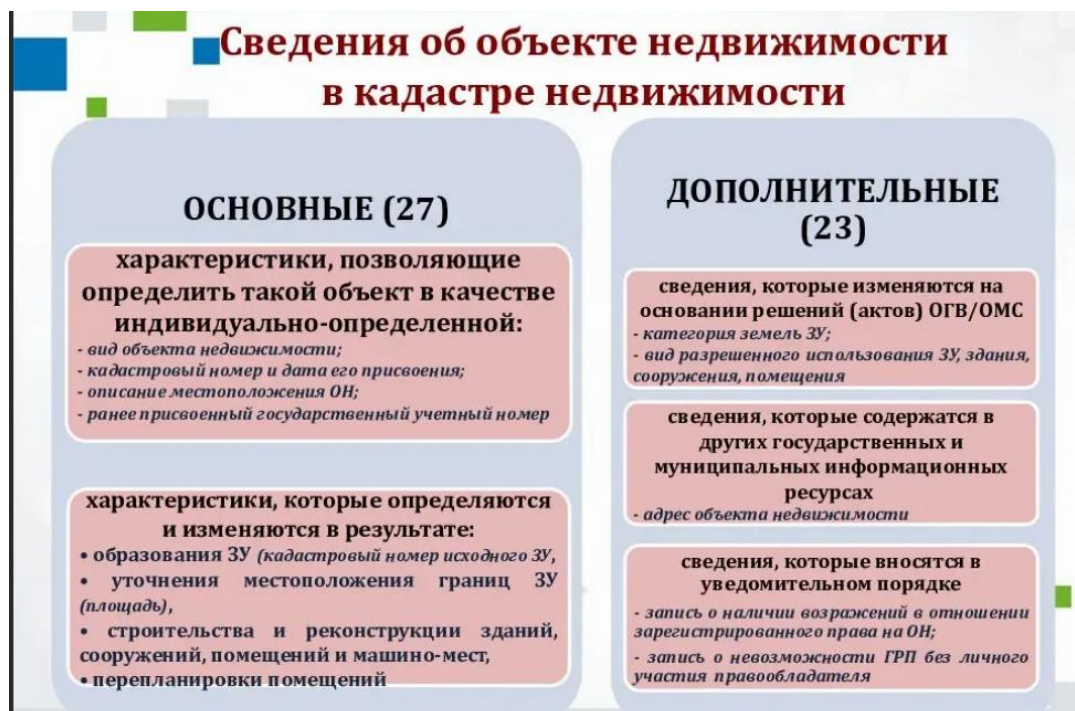 Сведения об объекте недвижимости
в кадастре недвижимости
ОСНОВНЫЕ (27)
характеристики, позволяющие
определить такой объект в качестве
индивидуально-определенной:
- вид объекта недвижимости;
- кадастровый номер и дата его присвоения;
- описание местоположения ОН;
- ранее присвоенный государственный учетный номер
характеристики, которые определяются
и изменяются в результате:
• образования ЗУ (кадастровый номер исходного ЗУ,
• уточнения местоположения границ ЗУ
(площадь),
• строительства и реконструкции зданий,
сооружений, помещений и машино-мест,
• перепланировки помещений
ДОПОЛНИТЕЛЬНЫЕ
(23)
сведения, которые изменяются на
основании решений (актов) ОГВ/ОМС
- категория земель ЗУ;
- вид разрешенного использования ЗУ, здания,
сооружения, помещения
сведения, которые содержатся в
других государственных и
муниципальных информационных
ресурсах
- адрес объекта недвижимости
сведения, которые вносятся в
уведомительном порядке
- запись о наличии возражений в отношении
зарегистрированного права на ОН;
- запись о невозможности ГРП без личного
участия правообладателя